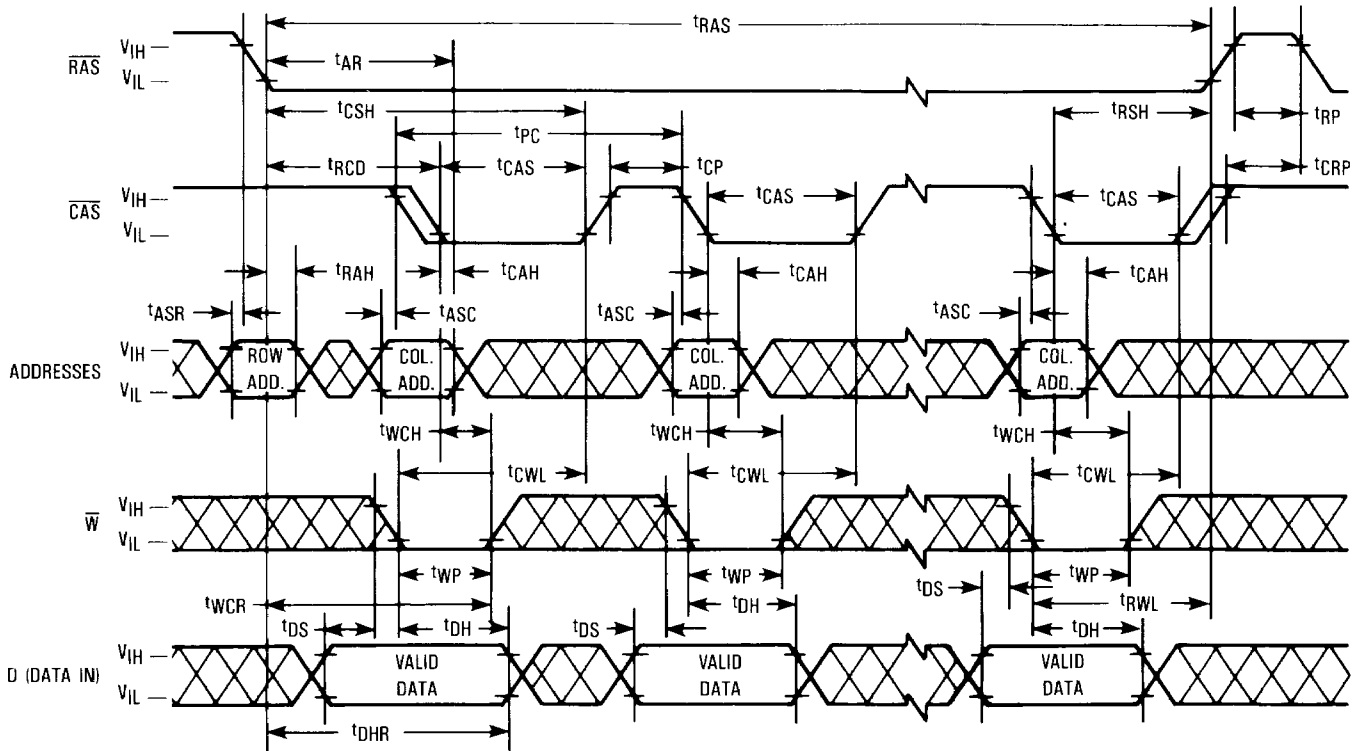 tRAS
RAS VIH
VIL
tAR
tCSH
tRSH
tRP
tPC
tRCD tCAS tCP tCRP
CAS VIH
VIL
tCAS tCAS
tRAH tCAH tCAH tCAH
tASR tASC tASC tASC
ADDRESSES VIH
VIL
ROW ADD.
COL. ADD.
COL. ADD.
COL. ADD.
tWCH tWCH tWCH
tCWL tCWL tCWL
W VIH
VIL
tWP tWP tWP
tWCR tDH tDS tRWL
tDS tDH tDS tDH
D (DATA IN) VIH
VIL
VALID DATA
VALID DATA
VALID DATA
tDHR